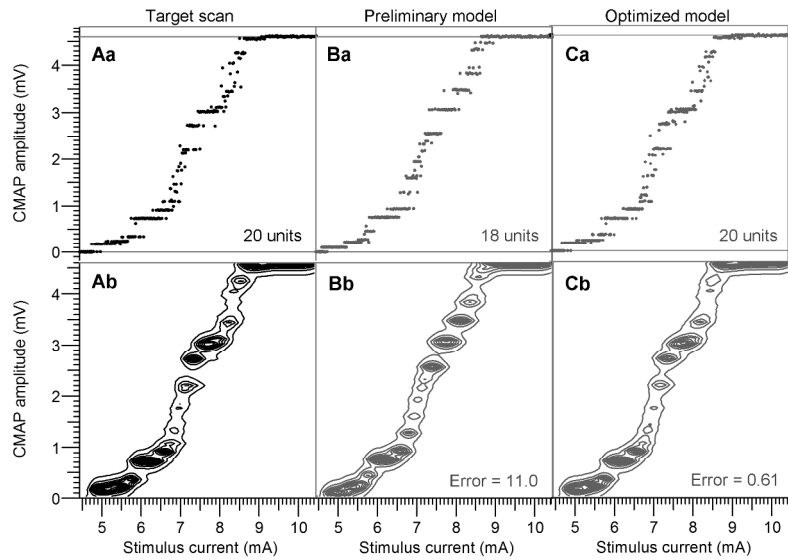 Target scan Preliminary model Optimized model
CMAP amplitude (mV)
4
3
2
1
0
Aa
20 units
Ba
18 units
Ca
20 units
CMAP amplitude (mV)
4
3
2
1
0
Ab
Bb
Error = 11.0
Cb
Error = 0.61
5 6 7 8 9 10 5 6 7 8 9 10 5 6 7 8 9 10
Stimulus current (mA) Stimulus current (mA) Stimulus current (mA)